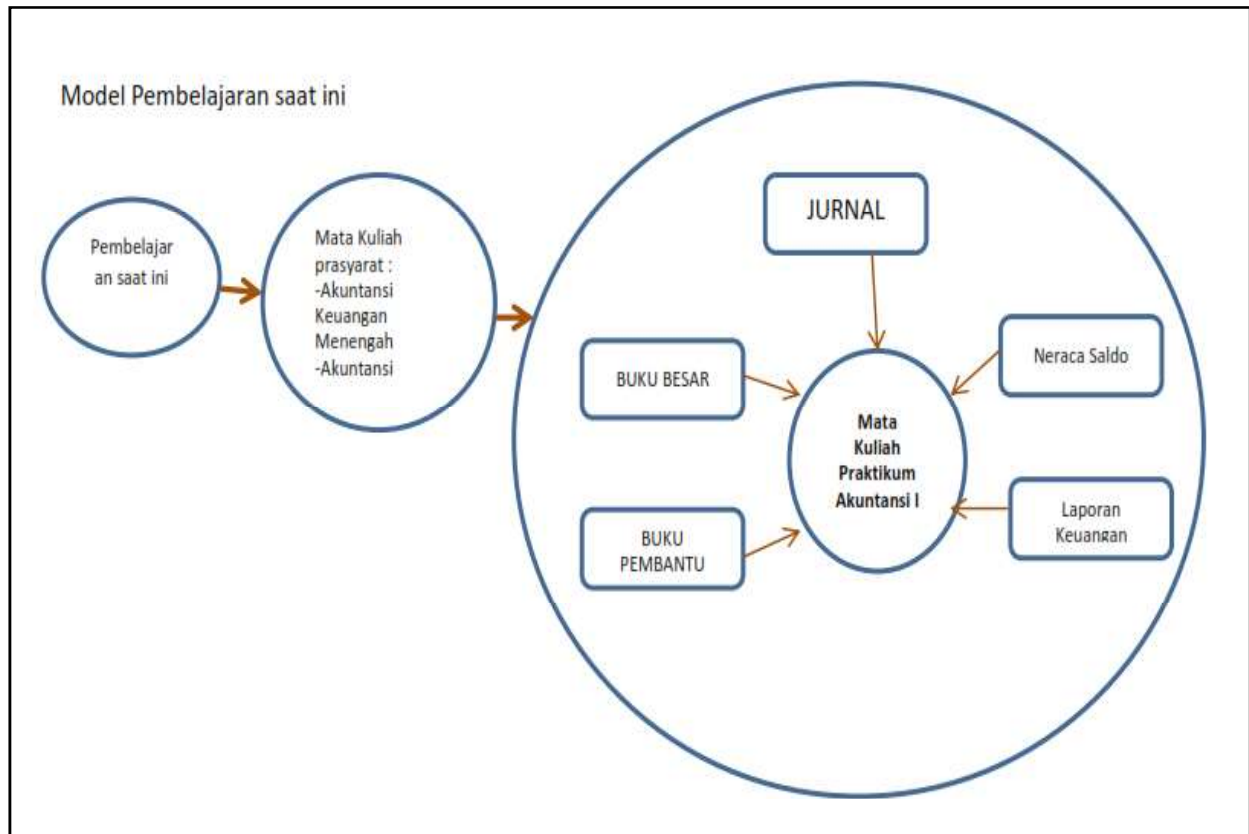 Model Pembelajaran saat ini
Pembelajar
an saat ini
Mata Kuliah
prasyarat :
-Akuntansi
Keuangan
Menengah
-Akuntansi
JURNAL
BUKU BESAR
Neraca Saldo
Mata
Kuliah
Praktikum
Akuntansi I
BUKU
PEMBANTU
Laporan
Keuangan